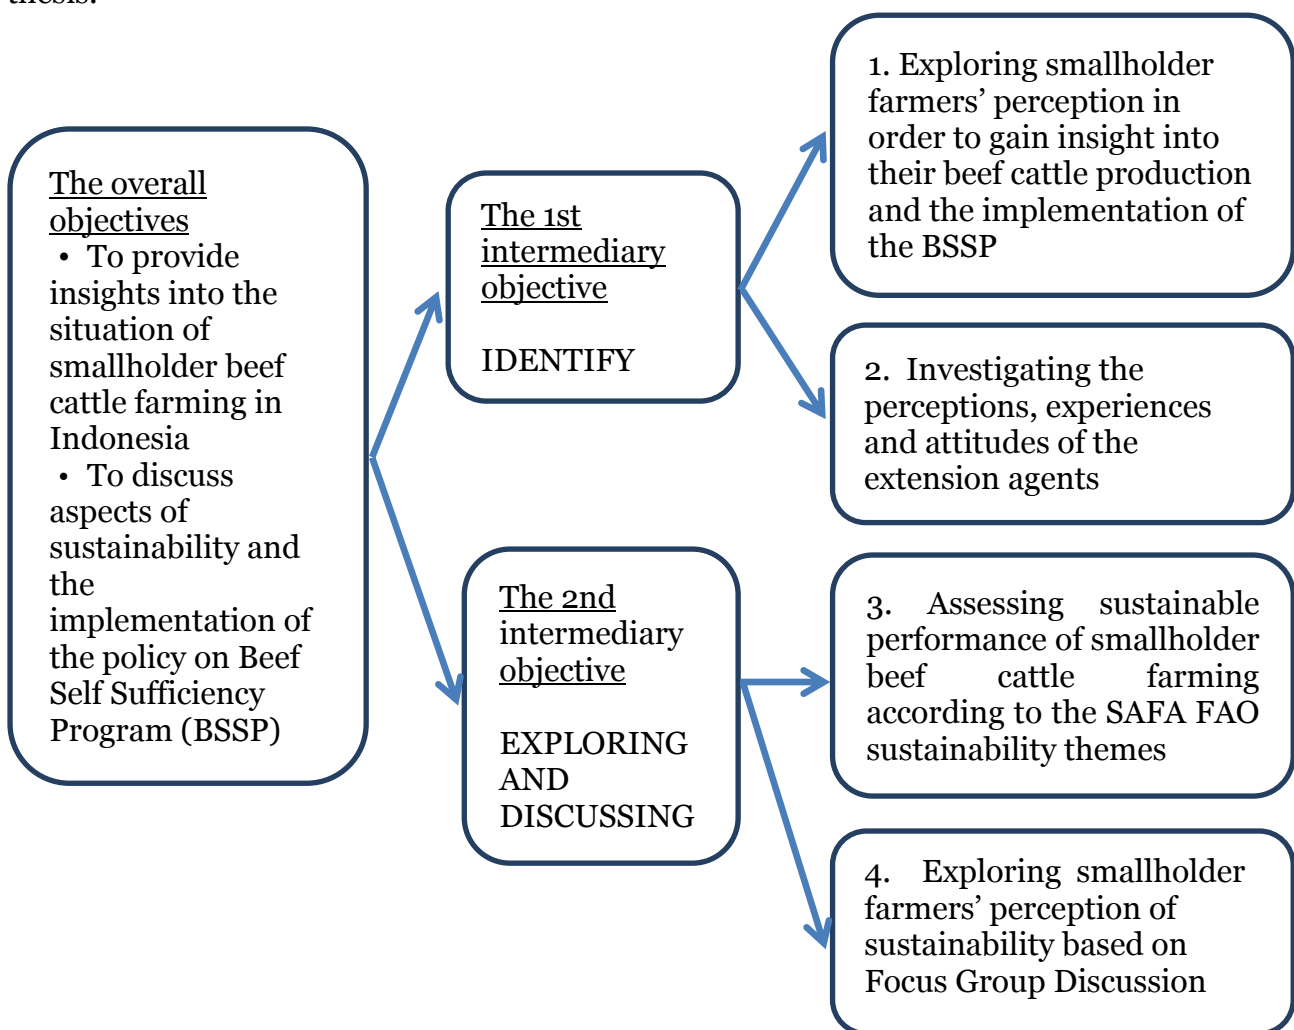 thesis.
The overall
objectives
• To provide
insights into the
situation of
smallholder beef
cattle farming in
Indonesia
• To discuss
aspects of
sustainability and
the
implementation of
the policy on Beef
Self Sufficiency
Program (BSSP)
The 1st
intermediary
objective
IDENTIFY
The 2nd
intermediary
objective
EXPLORING
AND
DISCUSSING
1. Exploring smallholder
farmers’ perception in
order to gain insight into
their beef cattle production
and the implementation of
the BSSP
2. Investigating the
perceptions, experiences
and attitudes of the
extension agents
3. Assessing sustainable
performance of smallholder
beef cattle farming
according to the SAFA FAO
sustainability themes
4. Exploring smallholder
farmers’ perception of
sustainability based on
Focus Group Discussion